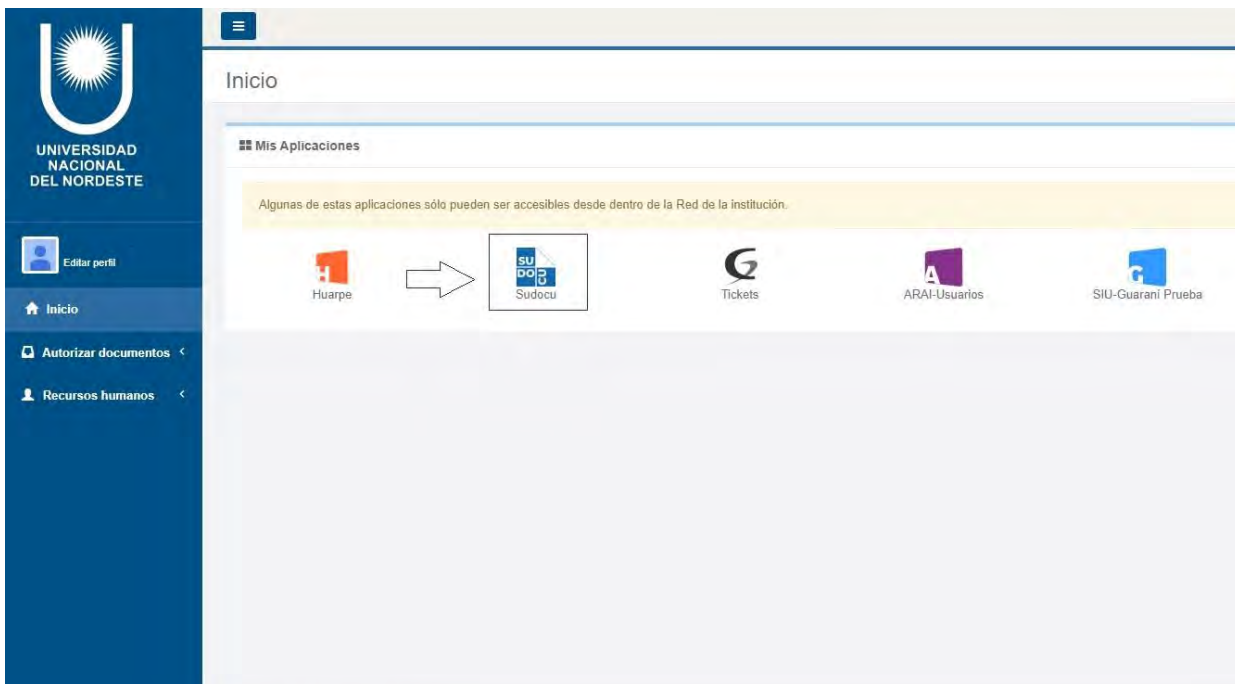 UNIVERSIDAD
NACIONAL
DEL NORDESTE
Editar perfil
Inicio
Autorizar documentos
Recursos humanos
Inicio
Mis Aplicaciones
Algunas de estas aplicaciones sólo pueden ser accesibles desde dentro de la Red de la institución.
H
Huarpe
SU
DO
CU
Sudocu
G
Tickets
A
ARAI-Usuarios
G
SIU-Guaraní Prueba